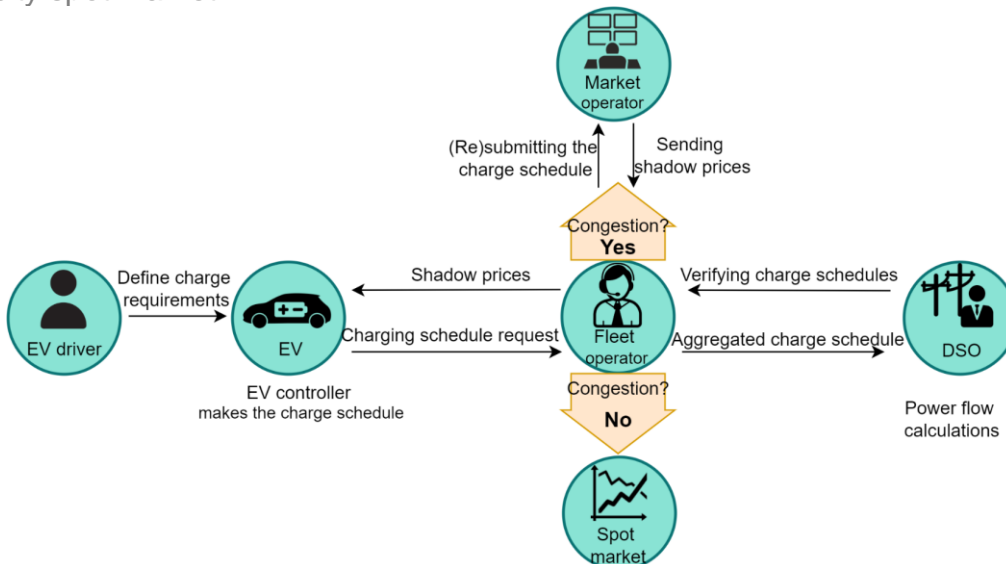 Market
operator
(Re)submitting the
charge schedule
Sending
shadow prices
Congestion?
Yes
Define charge
requirements
Shadow prices
Verifying charge schedules
EV driver
EV
Charging schedule request
Fleet
operator
Aggregated charge schedule
DSO
EV controller
makes the charge schedule
Congestion?
No
Power flow
calculations
Spot
market